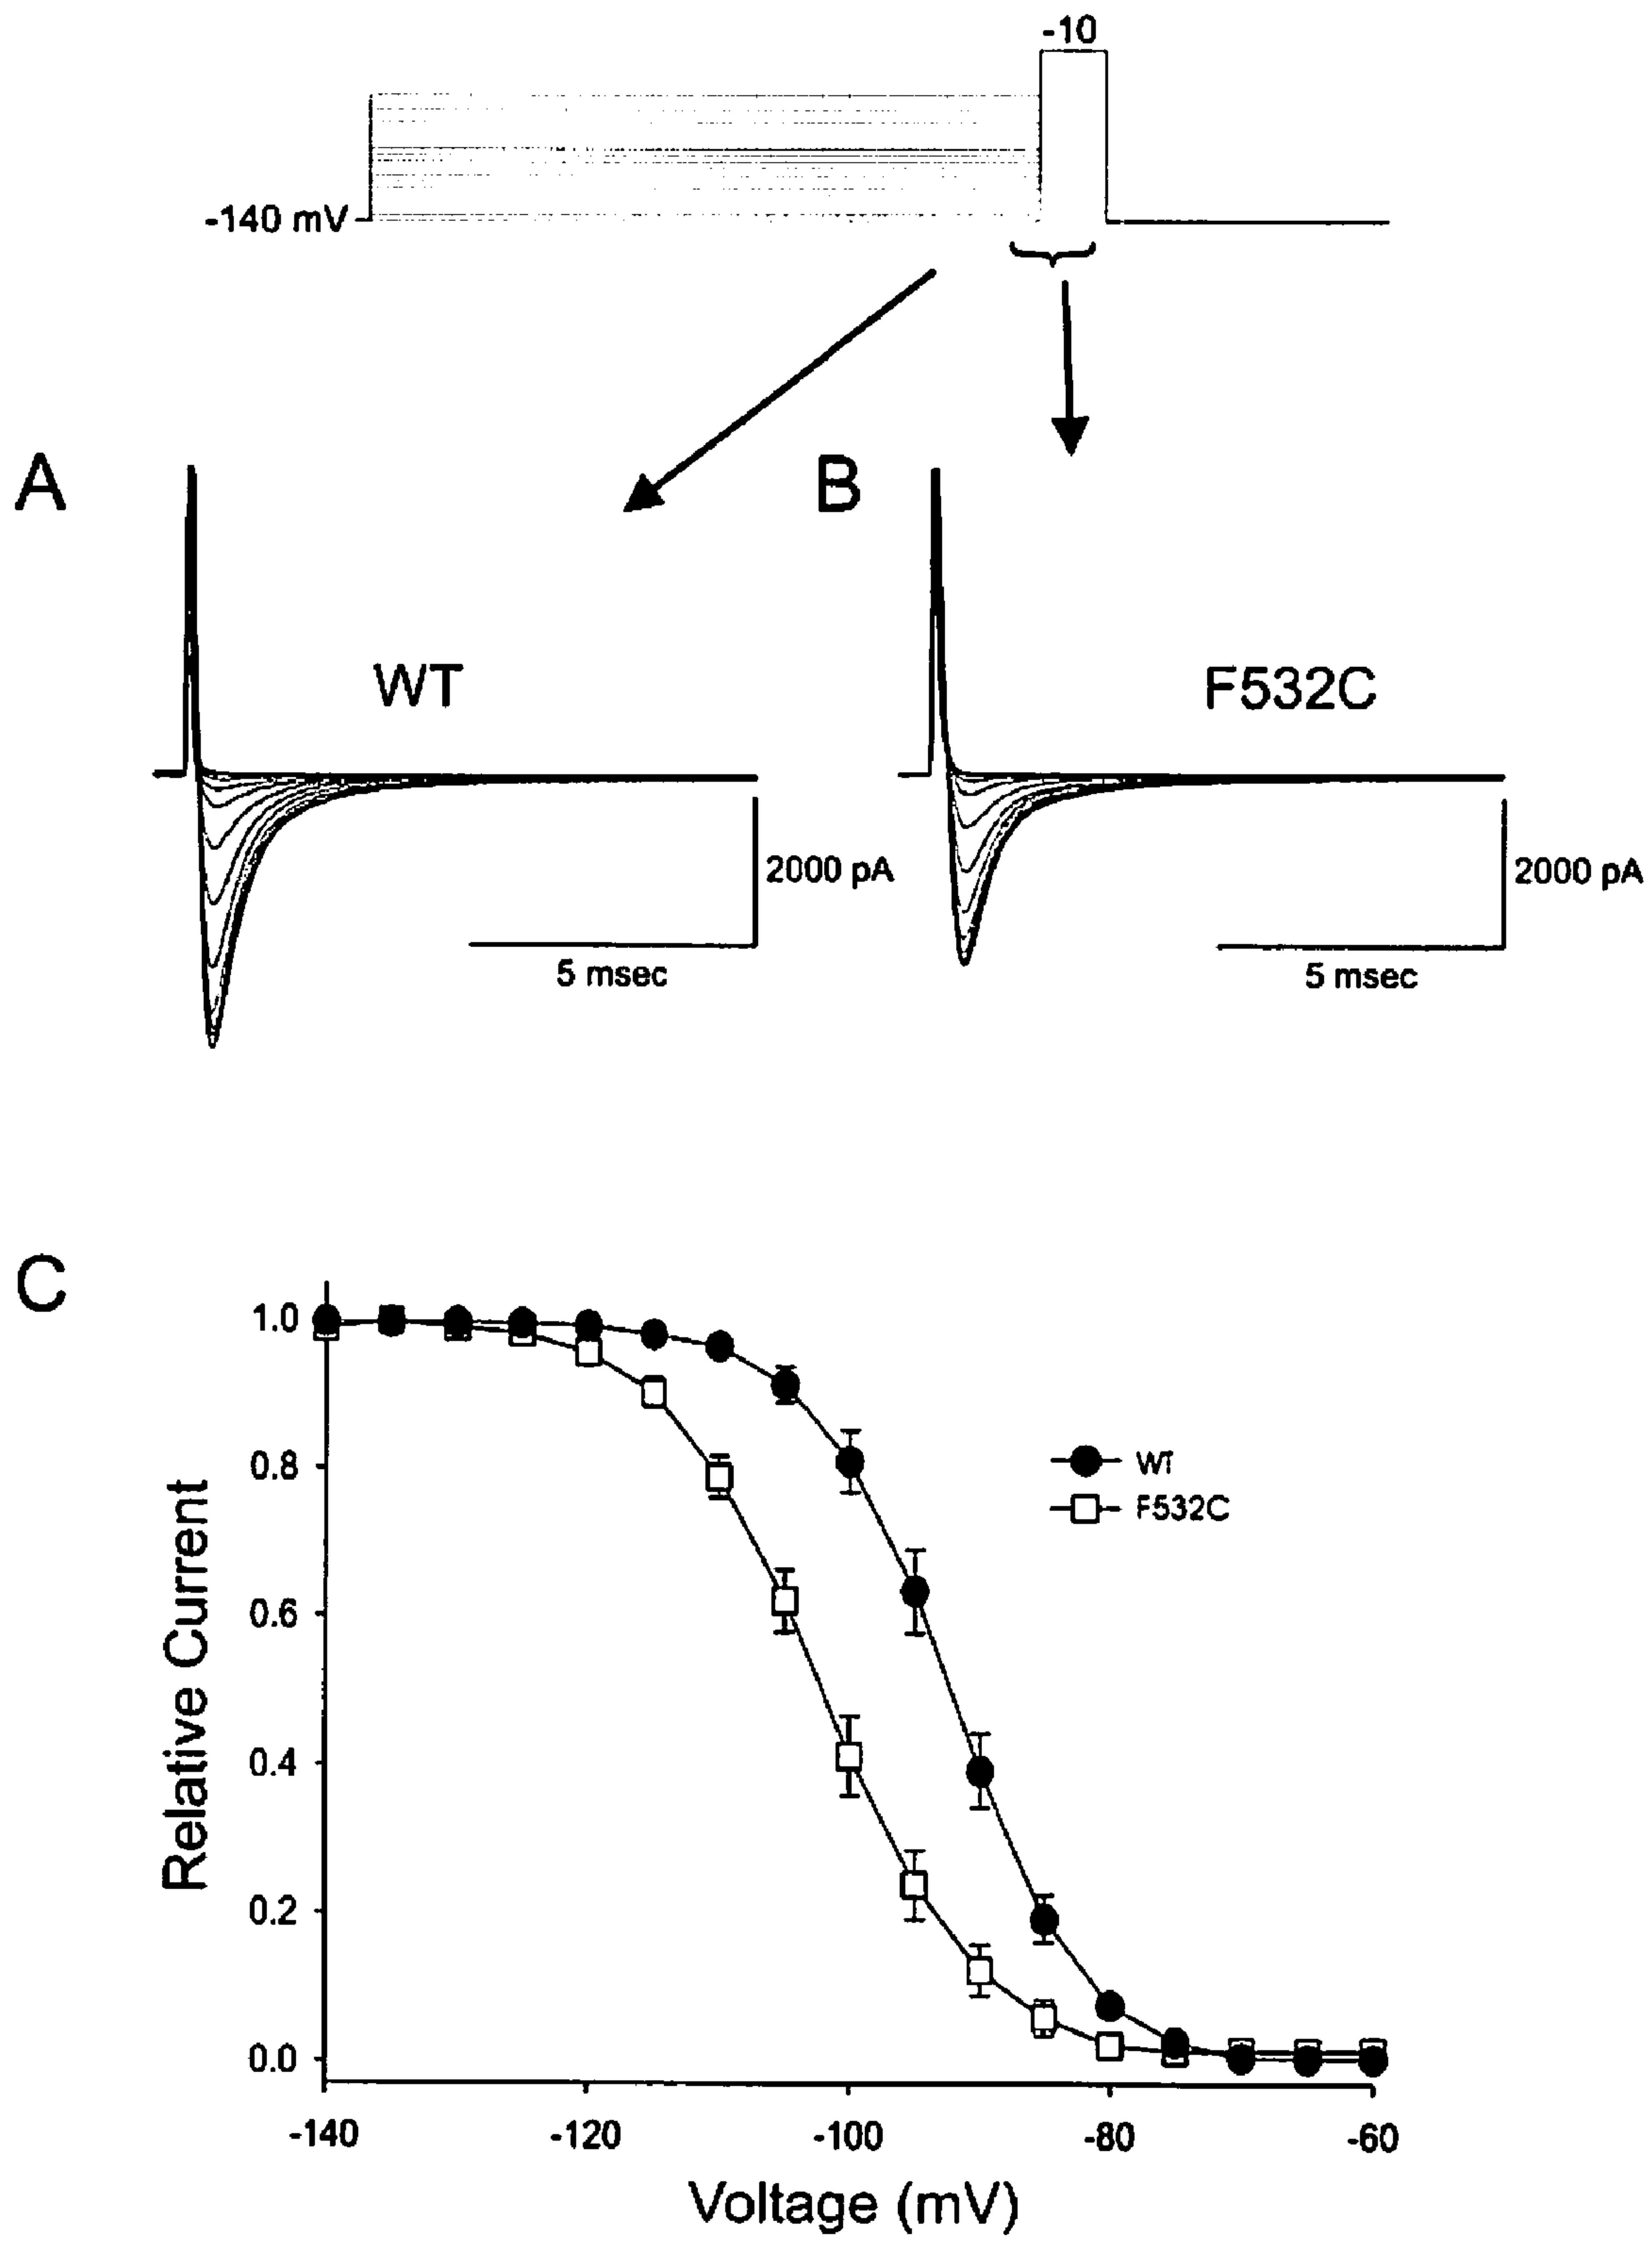 -10
-140 mV
A
B
WT
F532C
2000 pA
2000 pA
5 msec
5 msec
C
1.0
0.8
0.6
0.4
0.2
0.0
Relative Current
WT
F532C
-140
-120
-100
-80
-60
Voltage (mV)